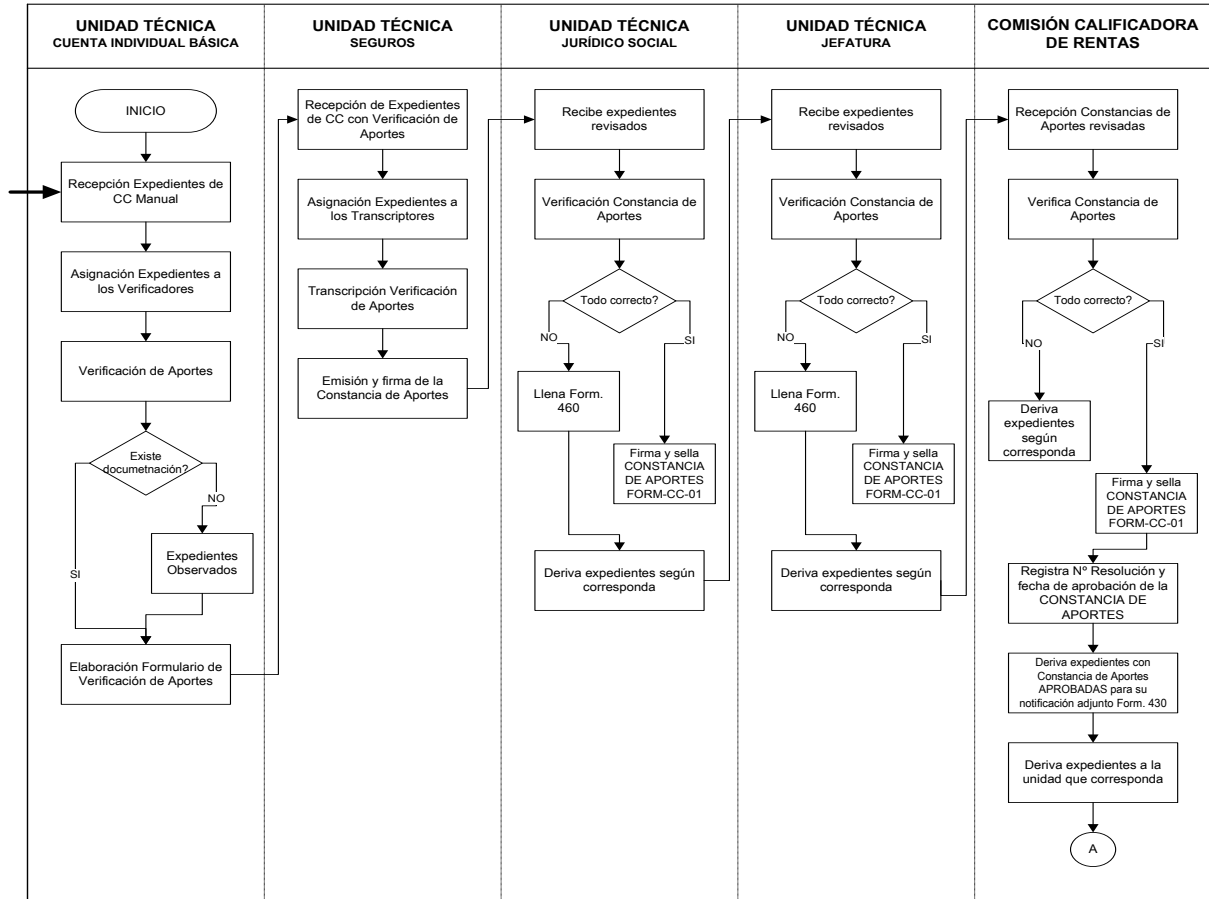 UNIDAD TÉCNICA
CUENTA INDIVIDUAL BÁSICA
INICIO
Recepción Expedientes de
CC Manual
Asignación Expedientes a
los Verificadores
Verificación de Aportes
Existe
documetnación?
NO
SI
Expedientes
Observados
Elaboración Formulario de
Verificación de Aportes
UNIDAD TÉCNICA
SEGUROS
Recepción de Expedientes
de CC con Verificación de
Aportes
Asignación Expedientes a
los Transcriptores
Transcripción Verificación
de Aportes
Emisión y firma de la
Constancia de Aportes
UNIDAD TÉCNICA
JURÍDICO SOCIAL
Recibe expedientes
revisados
Verificación Constancia de
Aportes
Todo correcto?
NO
SI
Llena Form.
460
Firma y sella
CONSTANCIA
DE APORTES
FORM-CC-01
Deriva expedientes según
corresponda
UNIDAD TÉCNICA
JEFATURA
Recibe expedientes
revisados
Verificación Constancia de
Aportes
Todo correcto?
NO
SI
Llena Form.
460
Firma y sella
CONSTANCIA
DE APORTES
FORM-CC-01
Deriva expedientes según
corresponda
COMISIÓN CALIFICADORA
DE RENTAS
Recepción Constancias de
Aportes revisadas
Verifica Constancia de
Aportes
Todo correcto?
NO
SI
Deriva
expedientes
según
corresponda
Firma y sella
CONSTANCIA
DE APORTES
FORM-CC-01
Registra Nº Resolución y
fecha de aprobación de la
CONSTANCIA DE
APORTES
Deriva expedientes con
Constancia de Aportes
APROBADAS para su
notificación adjunto Form. 430
Deriva expedientes a la
unidad que corresponda
A